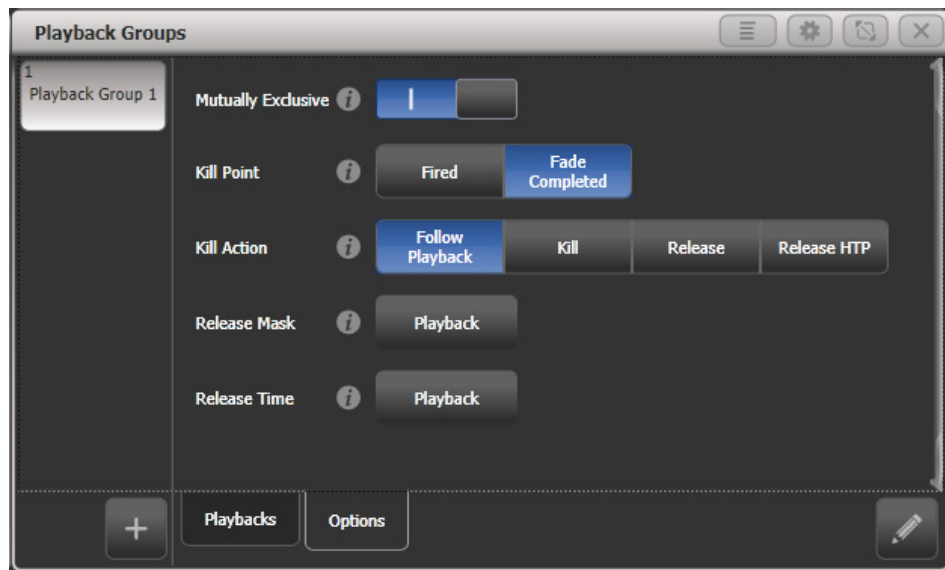 Playback Groups
1
Playback Group 1
Mutually Exclusive
Kill Point
Fired
Fade
Completed
Kill Action
Follow
Playback
Kill
Release
Release HTP
Release Mask
Playback
Release Time
Playback
Playbacks
Options